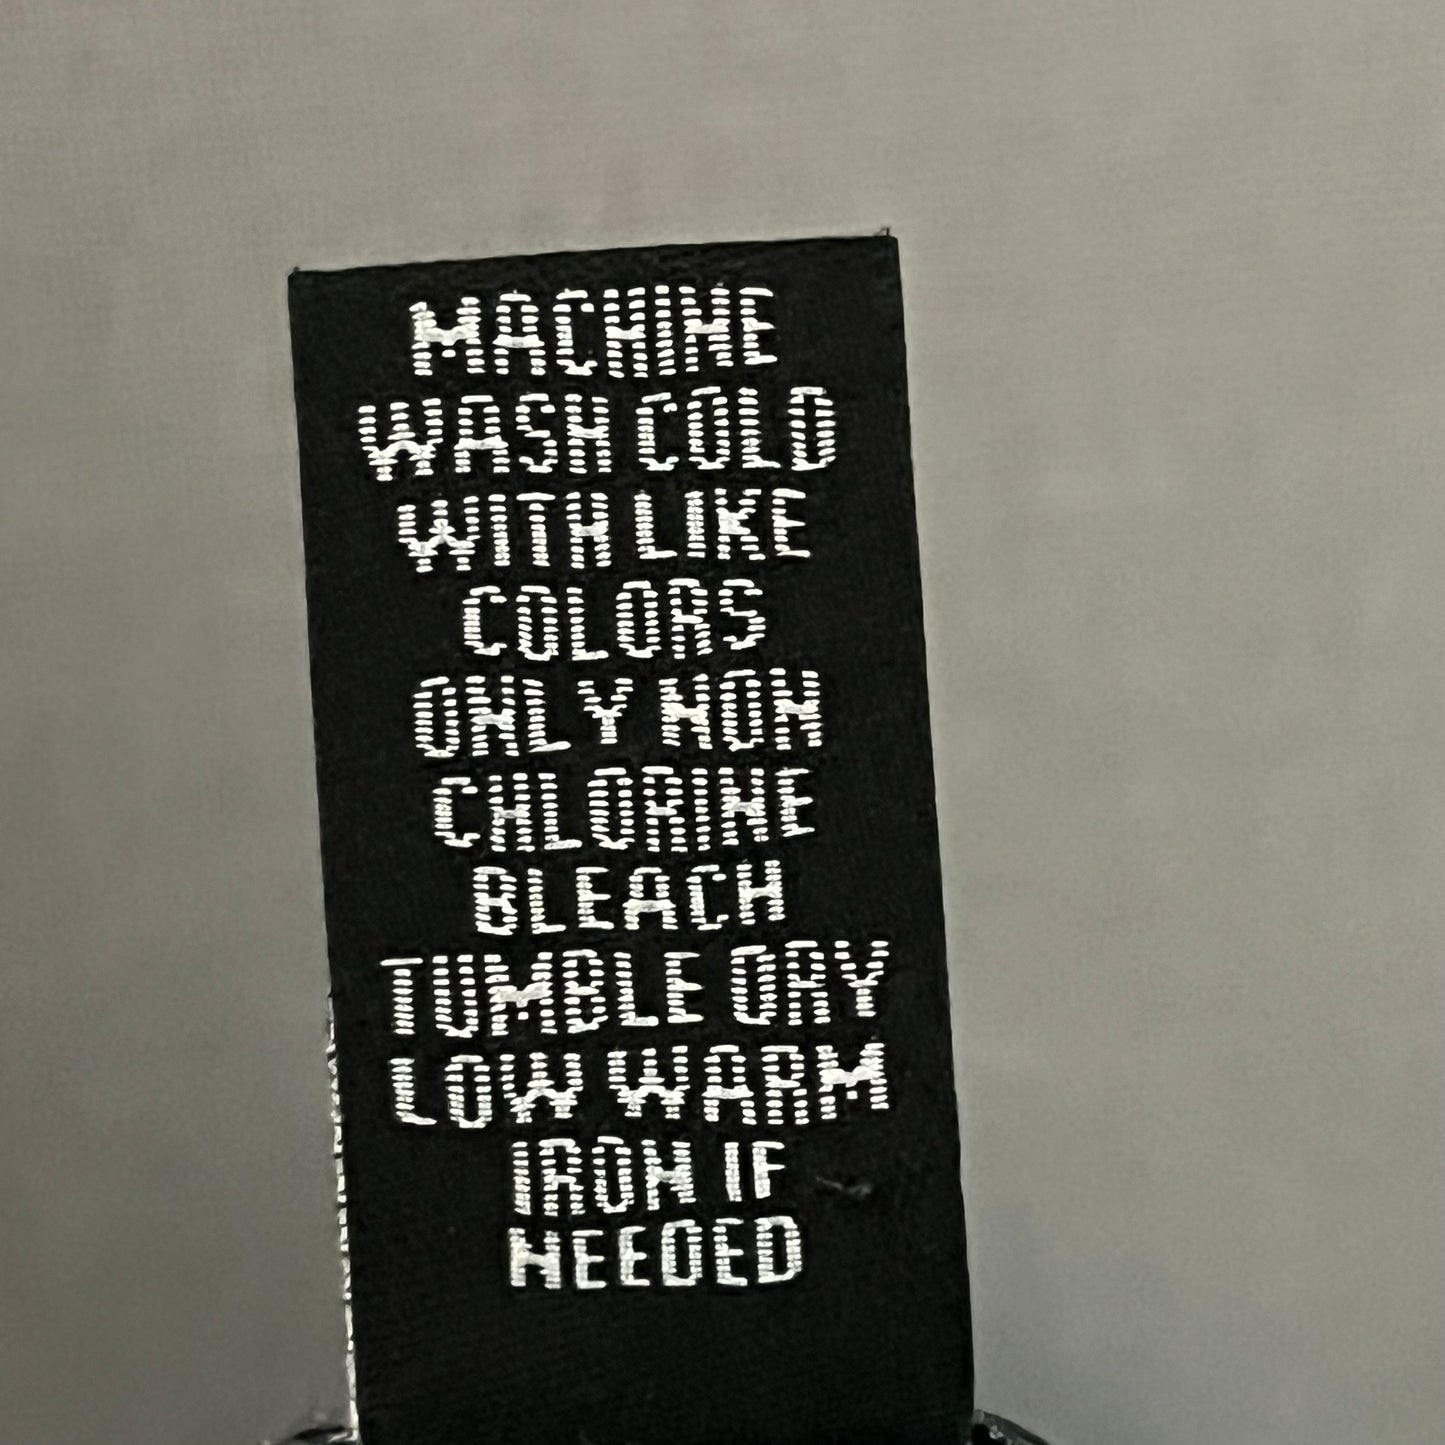 MACHINE
WASH COLD
WITH LIKE
COLORS
ONLY NON
CHLORINE
BLEACH
TUMBLE DRY
LOW WARM
IRON IF
NEEDED